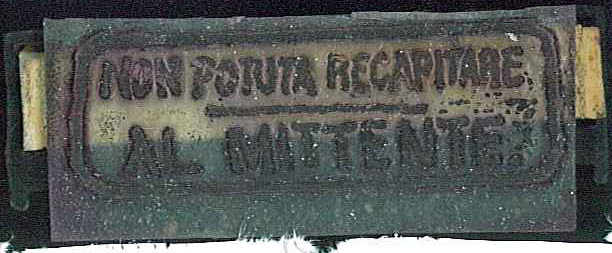 NON POTUTA RECAPITARE
AL MITTENTE